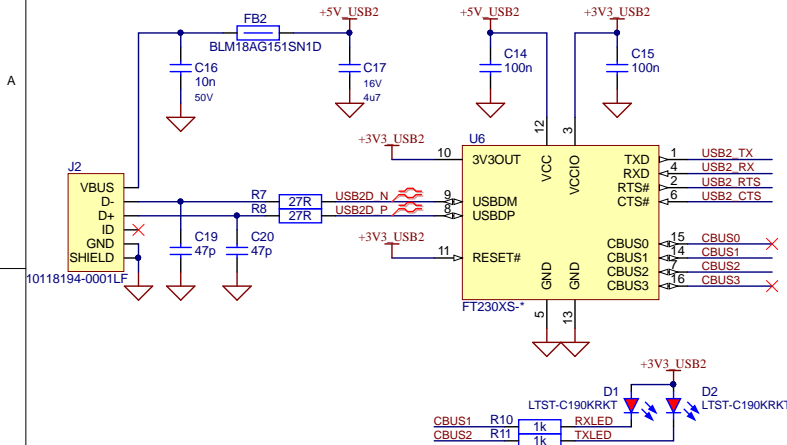 +5V_USB2
+5V_USB2
+3V3_USB2
FB2
BLM18AG151SN1D
A
C16
10n
50V
C17
16V
4u7
C14
100n
C15
100n
U6
12
3
+3V3_USB2
10
3V3OUT
VCC
VCCIO
TXD
1
USB2_TX
RXD
4
USB2_RX
RTS#
2
USB2_RTS
CTS#
6
USB2_CTS
J2
VBUS
D-
D+
ID
GND
SHIELD
10118194-0001LF
R7
27R
USB2D_N
9
USBDM
R8
27R
USB2D_P
8
USBDP
C19
47p
C20
47p
+3V3_USB2
11
RESET#
CBUS0
15
CBUS0
CBUS1
14
CBUS1
CBUS2
7
CBUS2
CBUS3
16
CBUS3
GND
GND
FT230XS-*
5
13
+3V3_USB2
D1
LTST-C190KRKT
D2
LTST-C190KRKT
CBUS1
R10
1k
RXLED
CBUS2
R11
1k
TXLED